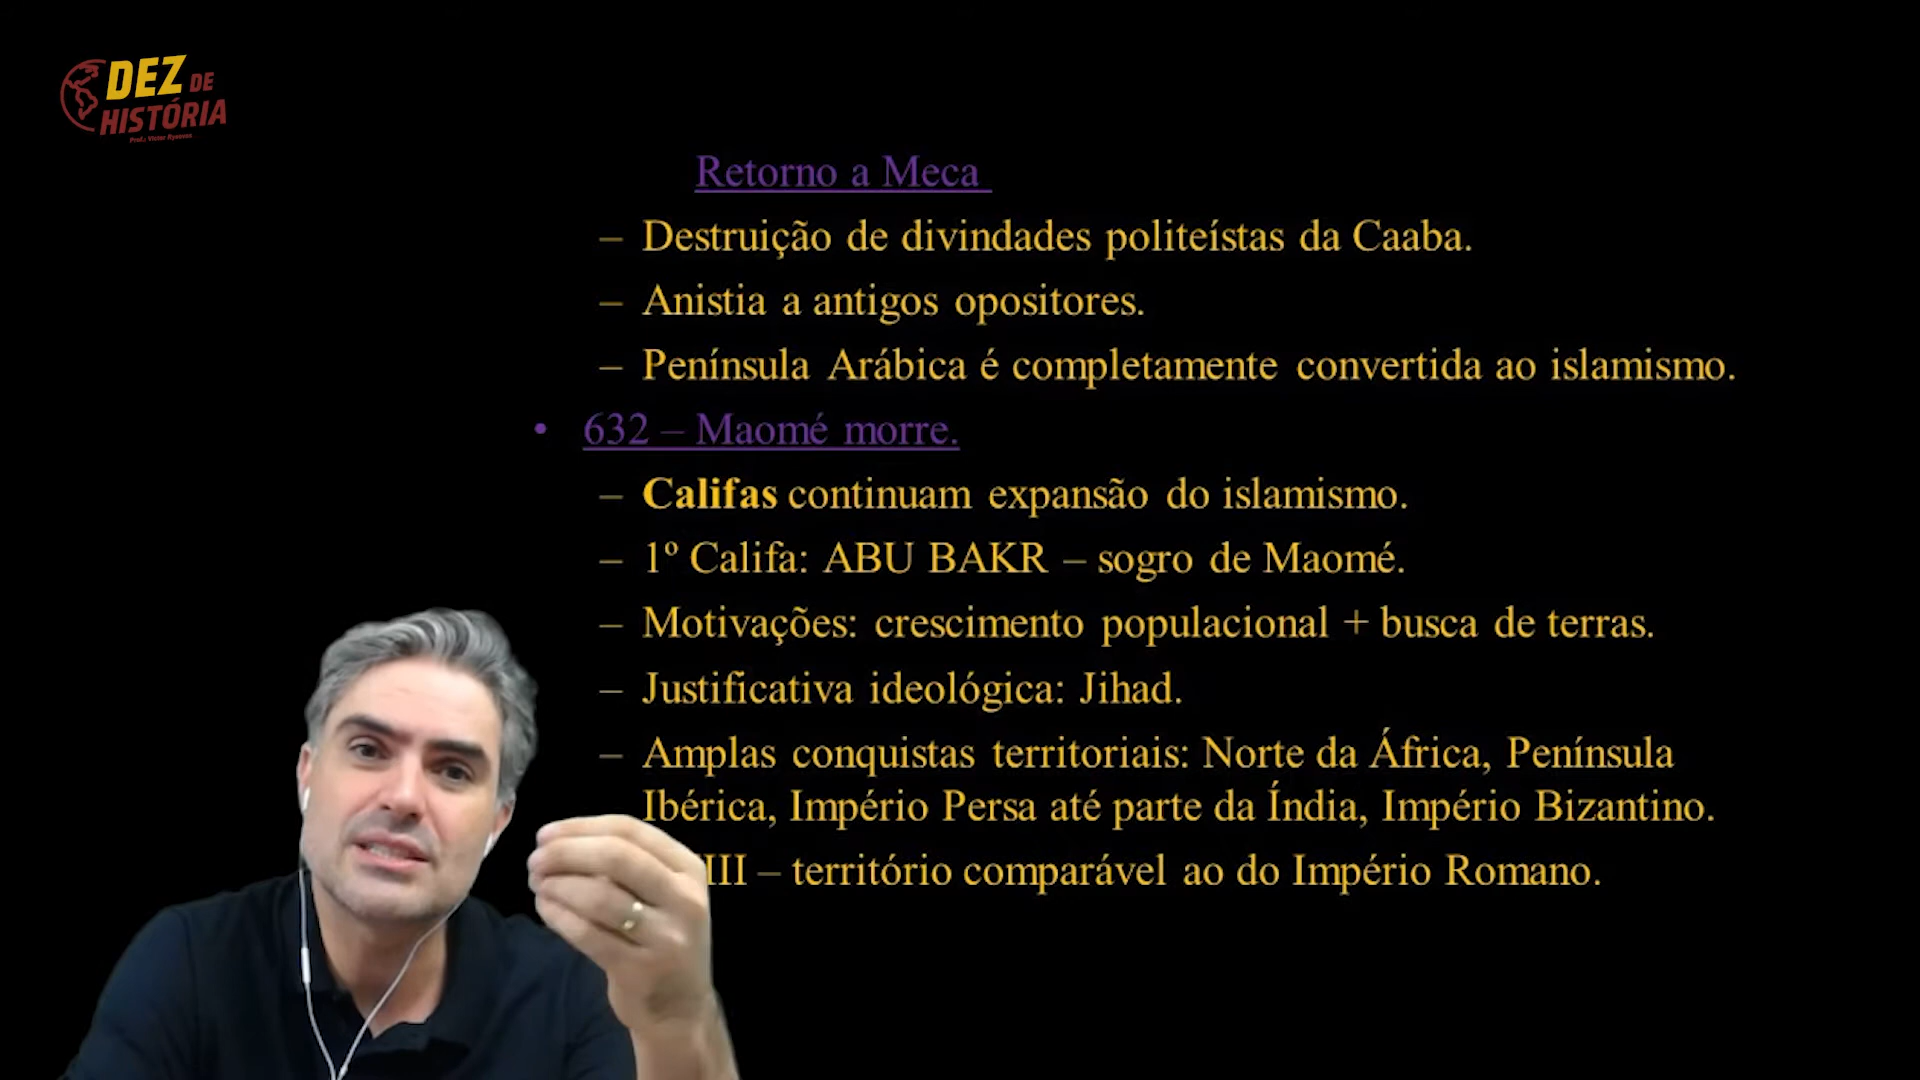 DEZ DE
HISTÓRIA
Retorno a Meca
– Destruição de divindades politeístas da Caaba.
– Anistia a antigos opositores.
– Península Arábica é completamente convertida ao islamismo.
• 632 – Maomé morre.
– Califas continuam expansão do islamismo.
– 1º Califa: ABU BAKR – sogro de Maomé.
– Motivações: crescimento populacional + busca de terras.
– Justificativa ideológica: Jihad.
– Amplas conquistas territoriais: Norte da África, Península
Ibérica, Império Persa até parte da Índia, Império Bizantino.
– território comparável ao do Império Romano.